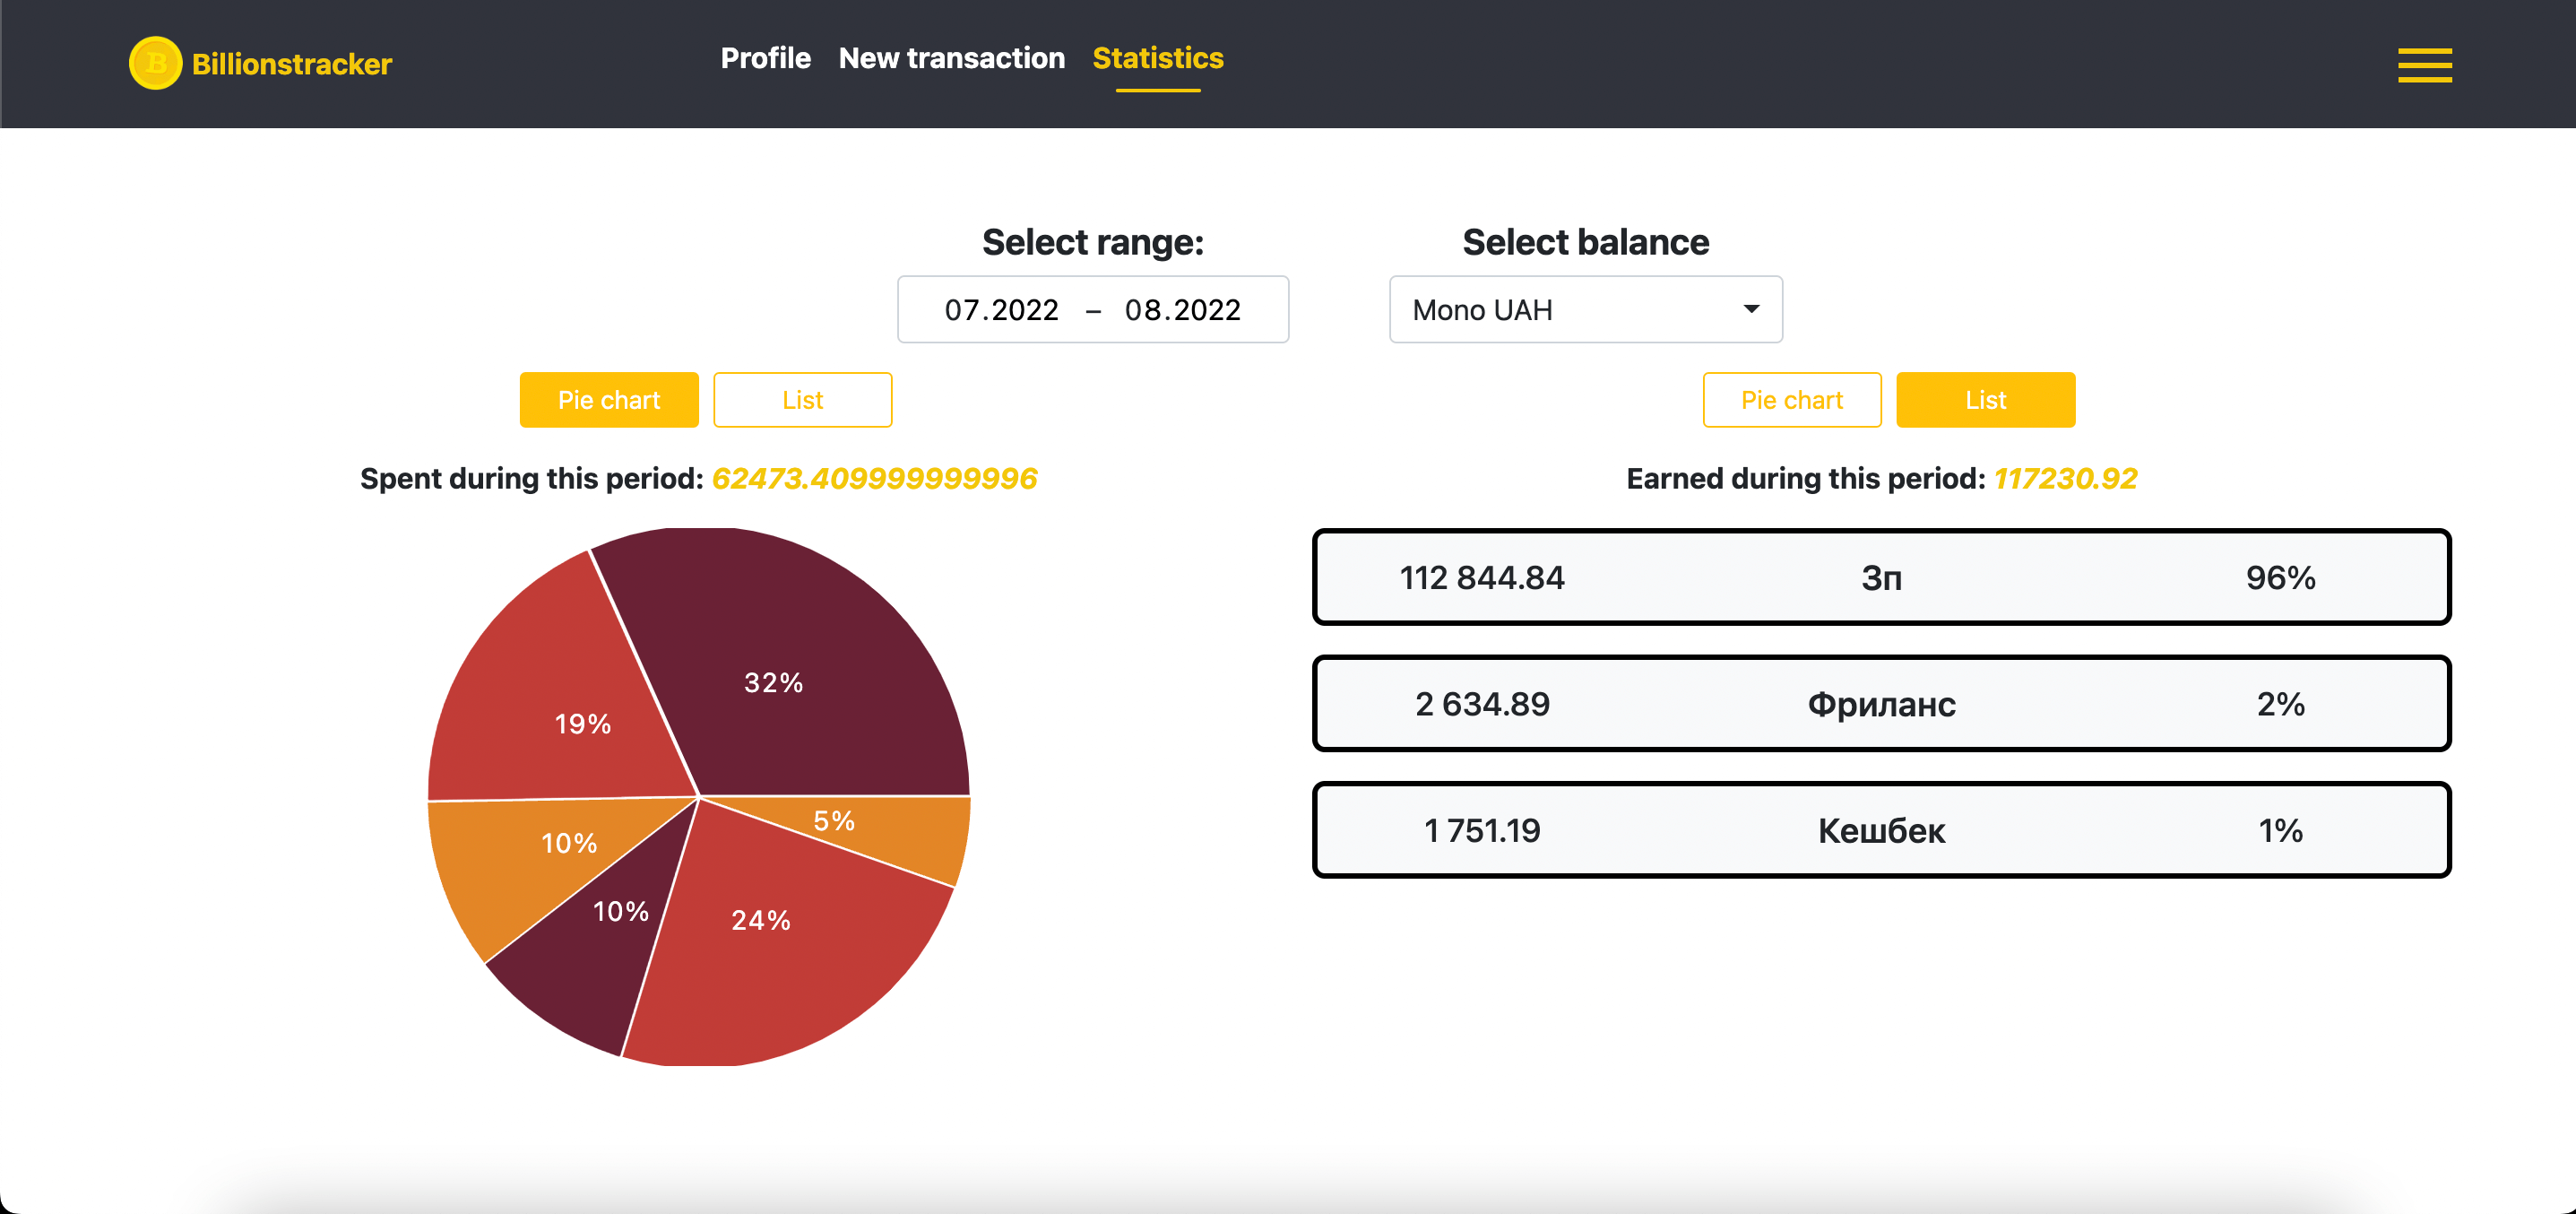 B Billionstracker
Profile New transaction Statistics
Select range:
07.2022 – 08.2022
Select balance
Mono UAH
Pie chart List
Spent during this period: 62473.409999999996
32%
19%
5%
10%
10%
24%
Pie chart List
Earned during this period: 117230.92
112 844.84 Зп 96%
2 634.89 Фриланс 2%
1 751.19 Кешбек 1%